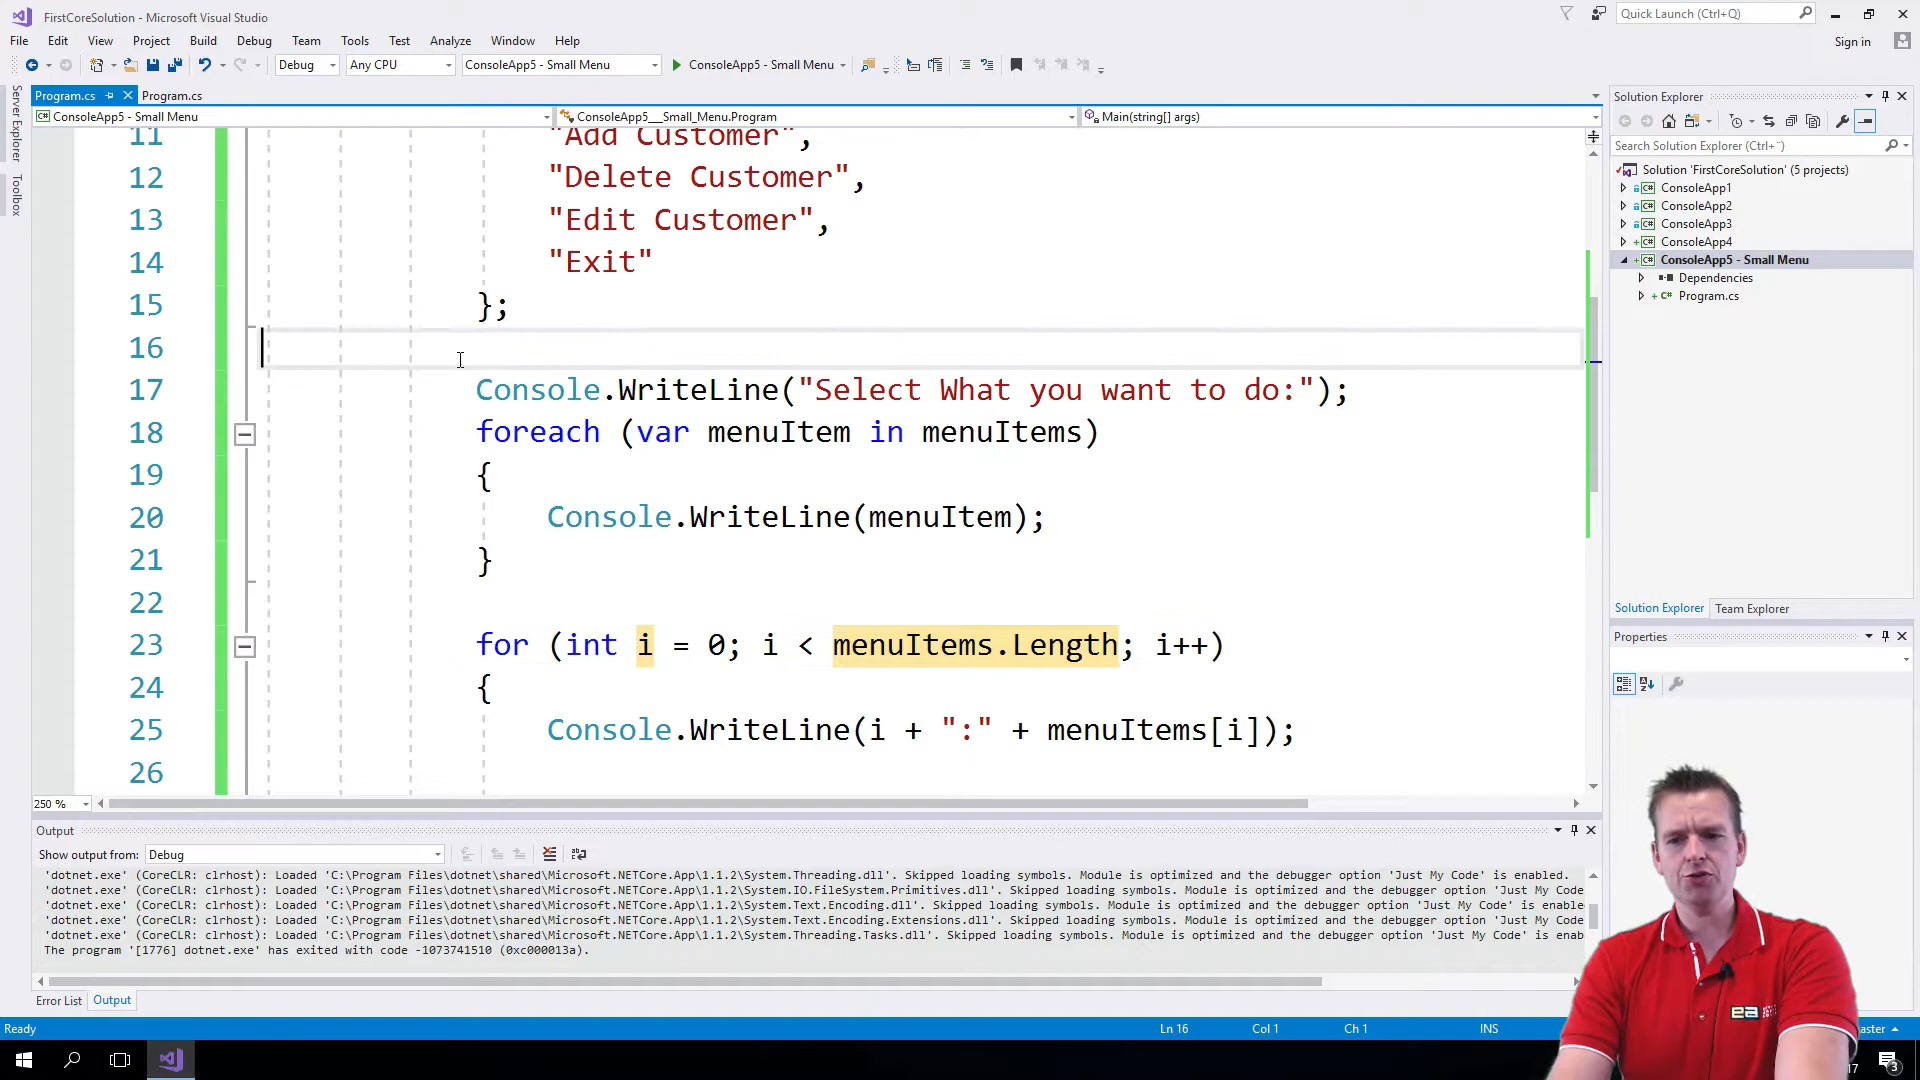 FirstCoreSolution - Microsoft Visual Studio
Quick Launch (Ctrl+Q)
File Edit View Project Build Debug Team Tools Test Analyze Window Help
Sign in
Debug Any CPU ConsoleApp5 - Small Menu ConsoleApp5 - Small Menu
Server Explorer
Toolbox
Program.cs Program.cs
ConsoleApp5 - Small Menu ConsoleApp5__Small_Menu.Program Main(string[] args)
11 "Add Customer",
12 "Delete Customer",
13 "Edit Customer",
14 "Exit"
15 };
16
17 Console.WriteLine("Select What you want to do:");
18 foreach (var menuItem in menuItems)
19 {
20 Console.WriteLine(menuItem);
21 }
22
23 for (int i = 0; i < menuItems.Length; i++)
24 {
25 Console.WriteLine(i + ":" + menuItems[i]);
26
250 %
Solution Explorer
Search Solution Explorer (Ctrl+¨)
Solution 'FirstCoreSolution' (5 projects)
ConsoleApp1
ConsoleApp2
ConsoleApp3
ConsoleApp4
ConsoleApp5 - Small Menu
Dependencies
Program.cs
Solution Explorer Team Explorer
Properties
Output
Show output from: Debug
'dotnet.exe' (CoreCLR: clrhost): Loaded 'C:\Program Files\dotnet\shared\Microsoft.NETCore.App\1.1.2\System.Threading.dll'. Skipped loading symbols. Module is optimized and the debugger option 'Just My Code' is enabled.
'dotnet.exe' (CoreCLR: clrhost): Loaded 'C:\Program Files\dotnet\shared\Microsoft.NETCore.App\1.1.2\System.IO.FileSystem.Primitives.dll'. Skipped loading symbols. Module is optimized and the debugger option 'Just My Code
'dotnet.exe' (CoreCLR: clrhost): Loaded 'C:\Program Files\dotnet\shared\Microsoft.NETCore.App\1.1.2\System.Text.Encoding.dll'. Skipped loading symbols. Module is optimized and the debugger option 'Just My Code' is enable
'dotnet.exe' (CoreCLR: clrhost): Loaded 'C:\Program Files\dotnet\shared\Microsoft.NETCore.App\1.1.2\System.Text.Encoding.Extensions.dll'. Skipped loading symbols. Module is optimized and the debugger option 'Just My Code
'dotnet.exe' (CoreCLR: clrhost): Loaded 'C:\Program Files\dotnet\shared\Microsoft.NETCore.App\1.1.2\System.Threading.Tasks.dll'. Skipped loading symbols. Module is optimized and the debugger option 'Just My Code' is enab
The program '[1776] dotnet.exe' has exited with code -1073741510 (0xc000013a).
Error List Output
Ready Ln 16 Col 1 Ch 1 INS aster
ea
17
3